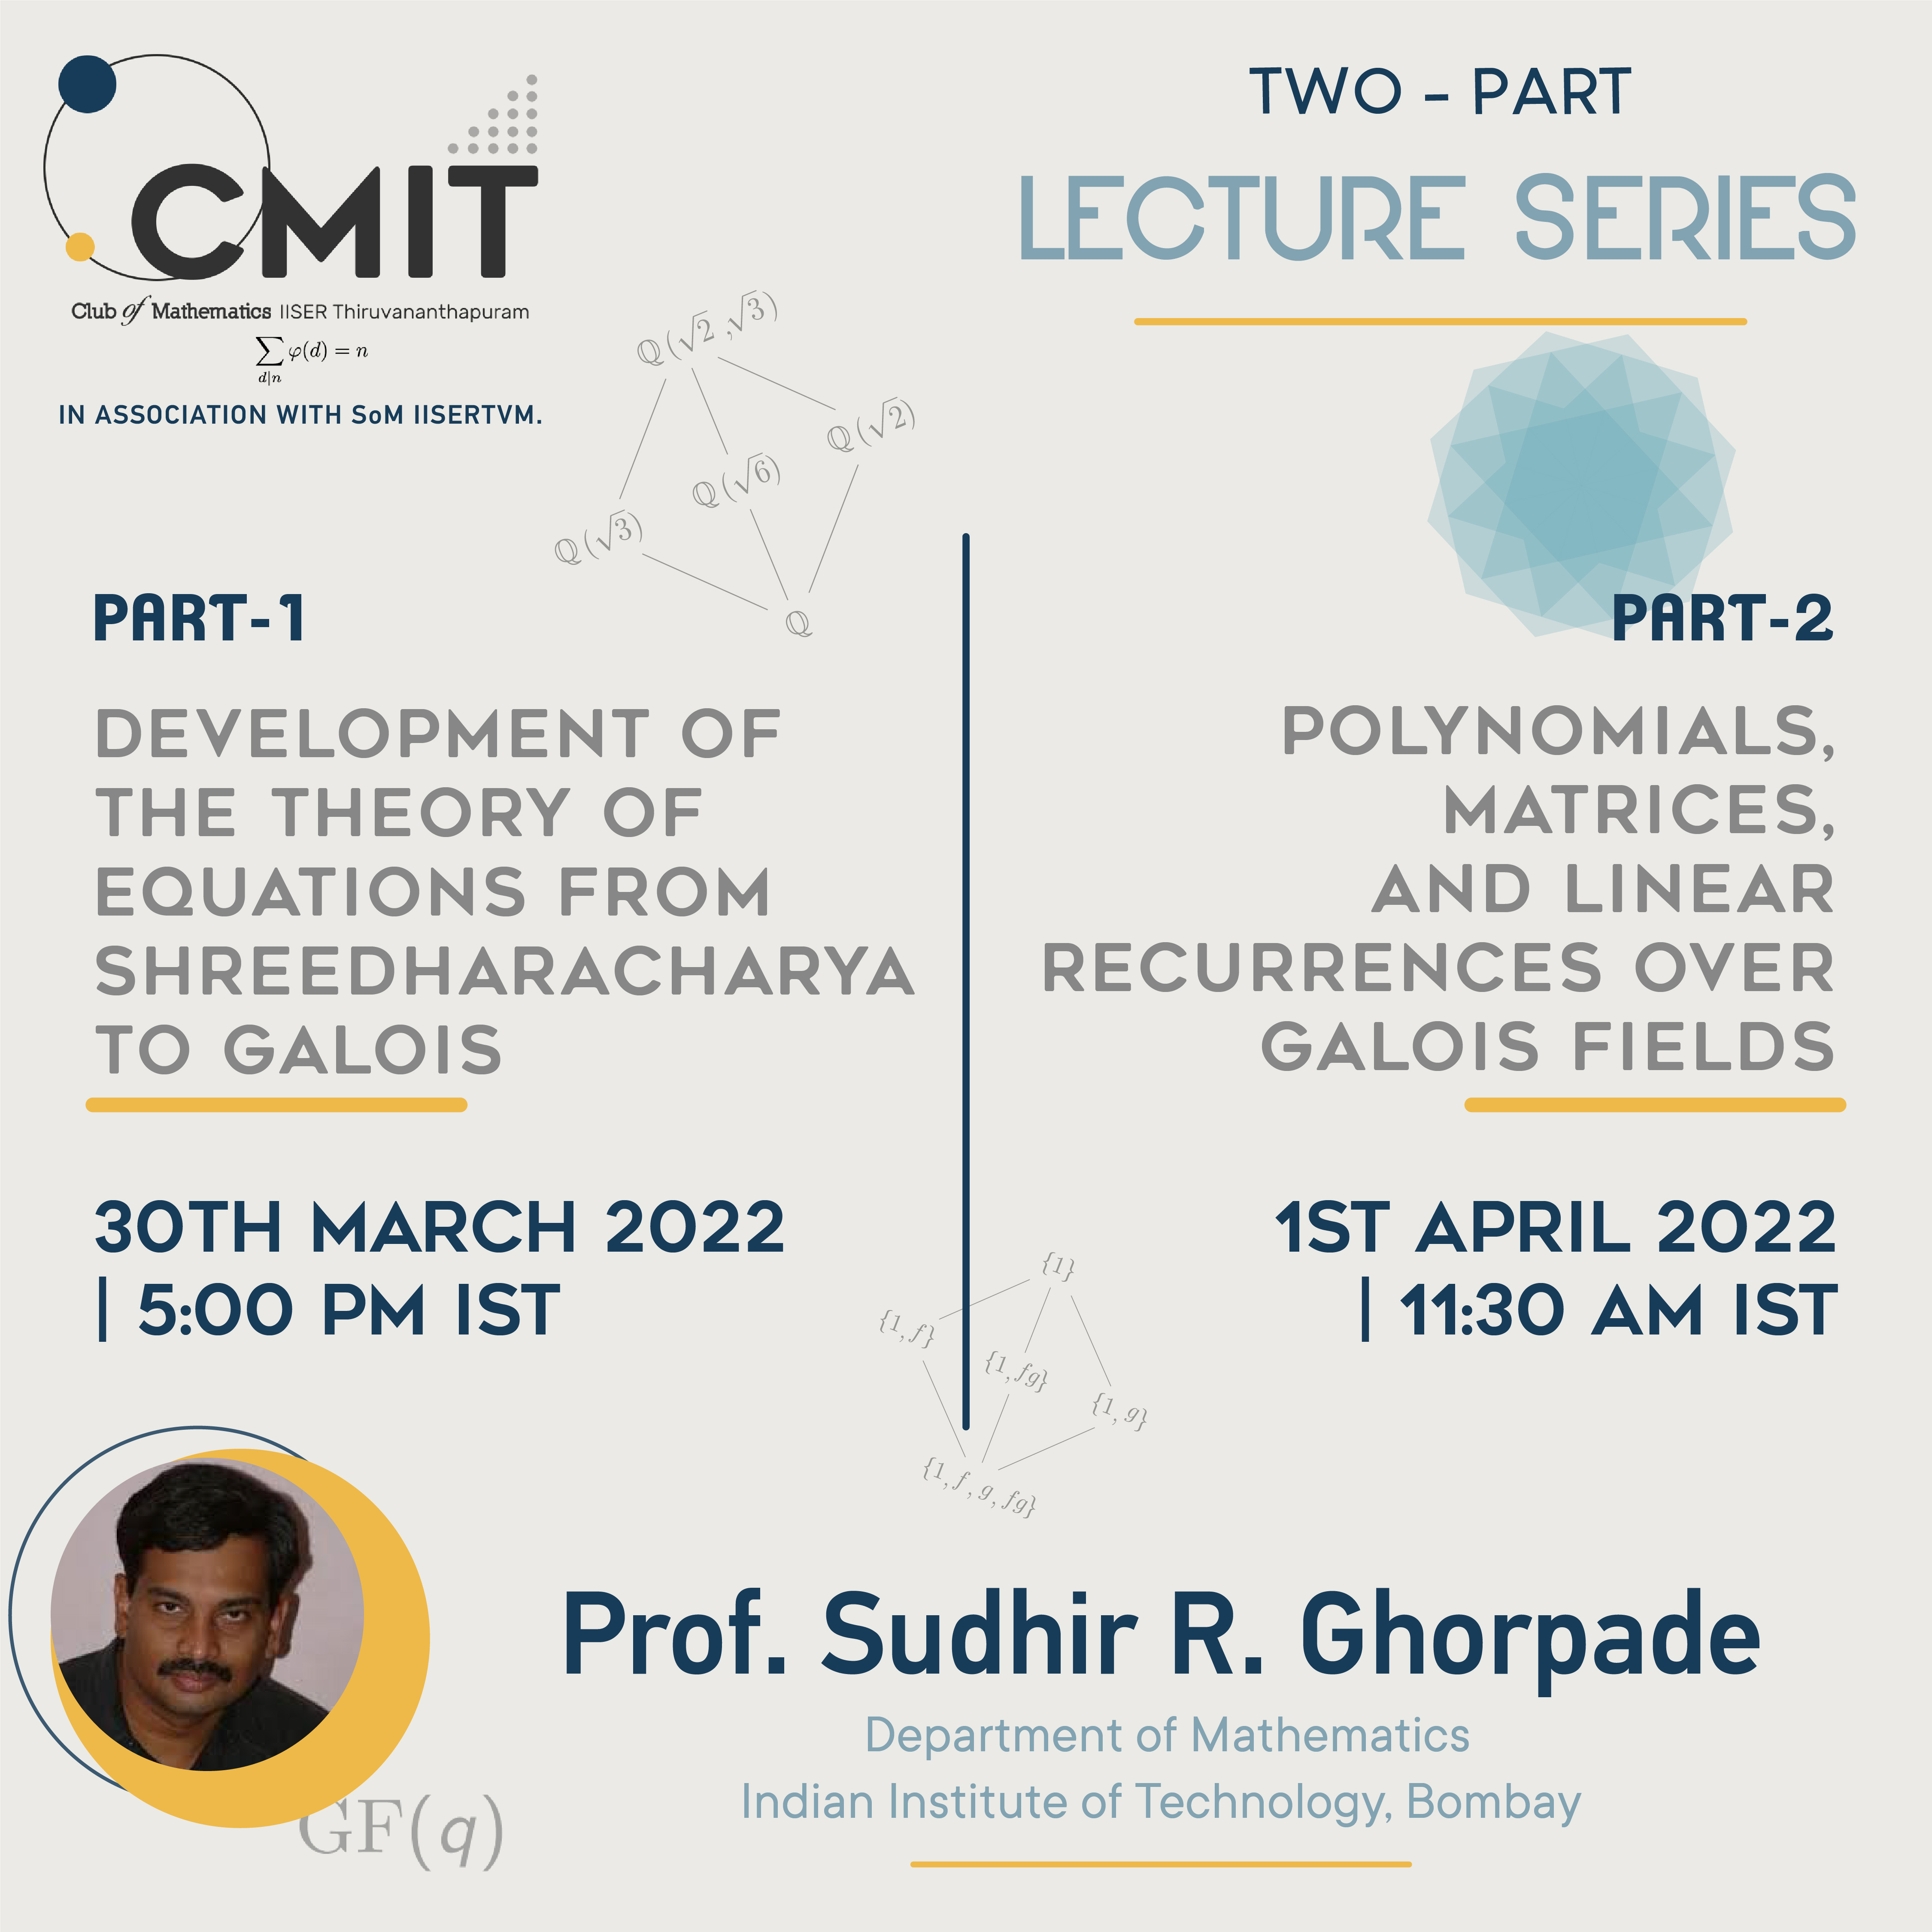 CMIT
Club of Mathematics IISER Thiruvananthapuram
∑ φ(d) = n
d|n
IN ASSOCIATION WITH SoM IISERTVM.
TWO - PART
LECTURE SERIES
ℚ(√2 ,√3)
ℚ(√2)
ℚ(√6)
ℚ(√3)
ℚ
PART-1
DEVELOPMENT OF
THE THEORY OF
EQUATIONS FROM
SHREEDHARACHARYA
TO GALOIS
30TH MARCH 2022
| 5:00 PM IST
PART-2
POLYNOMIALS,
MATRICES,
AND LINEAR
RECURRENCES OVER
GALOIS FIELDS
1ST APRIL 2022
| 11:30 AM IST
{1}
{1, f}
{1, fg}
{1, g}
{1, f, g, fg}
Prof. Sudhir R. Ghorpade
Department of Mathematics
Indian Institute of Technology, Bombay
GF(q)